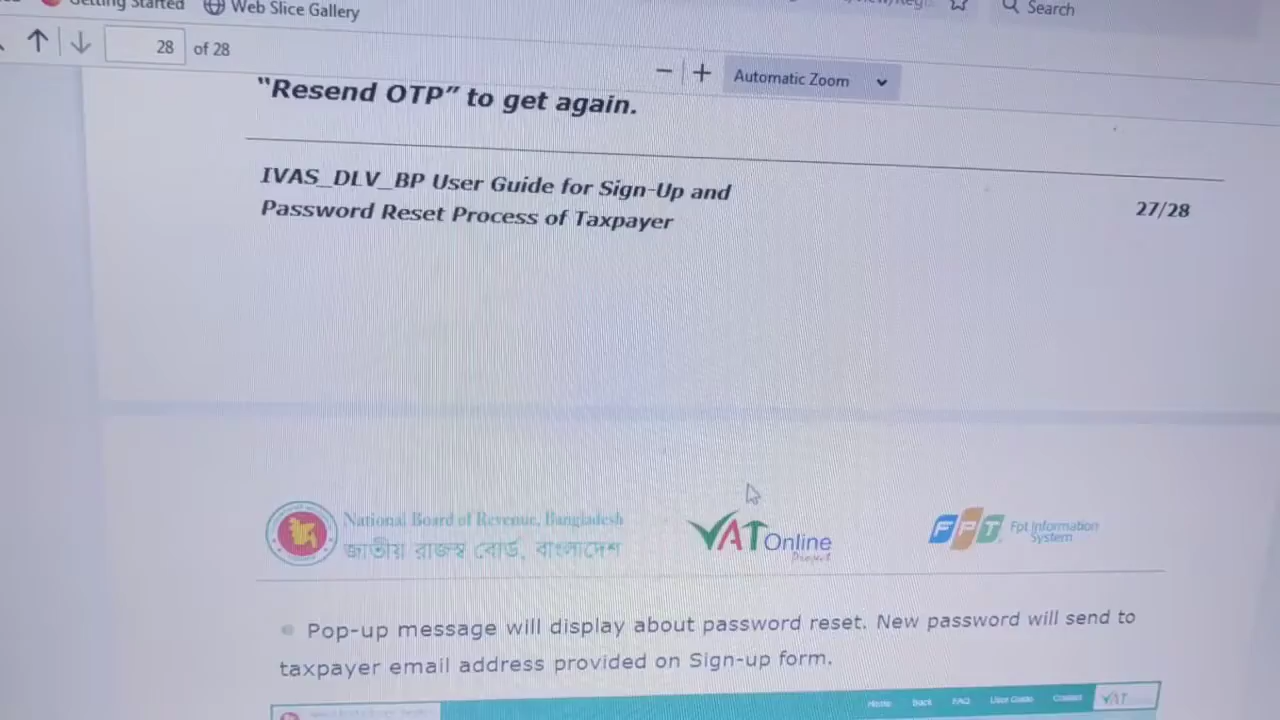 Getting Started Web Slice Gallery
Search
28 of 28
Automatic Zoom
"Resend OTP" to get again.
IVAS_DLV_BP User Guide for Sign-Up and
Password Reset Process of Taxpayer
27/28
National Board of Revenue, Bangladesh
জাতীয় রাজস্ব বোর্ড, বাংলাদেশ
VAT Online
Project
FPT Fpt Information
System
Pop-up message will display about password reset. New password will send to
taxpayer email address provided on Sign-up form.
Home Back FAQ User Guide Contact VAT